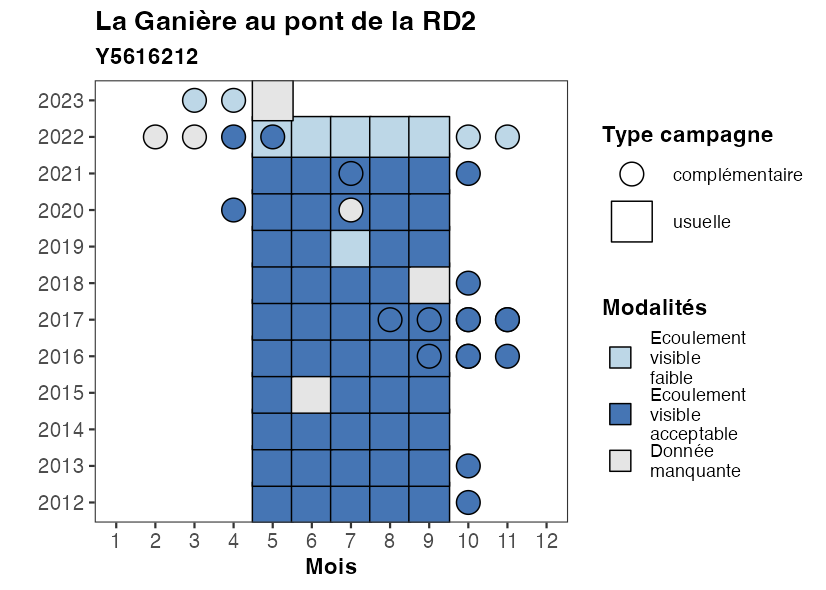 La Ganière au pont de la RD2
Y5616212
2023
2022
2021
2020
2019
2018
2017
2016
2015
2014
2013
2012
1 2 3 4 5 6 7 8 9 10 11 12
Mois
Type campagne
complémentaire
usuelle
Modalités
Ecoulement
visible
faible
Ecoulement
visible
acceptable
Donnée
manquante